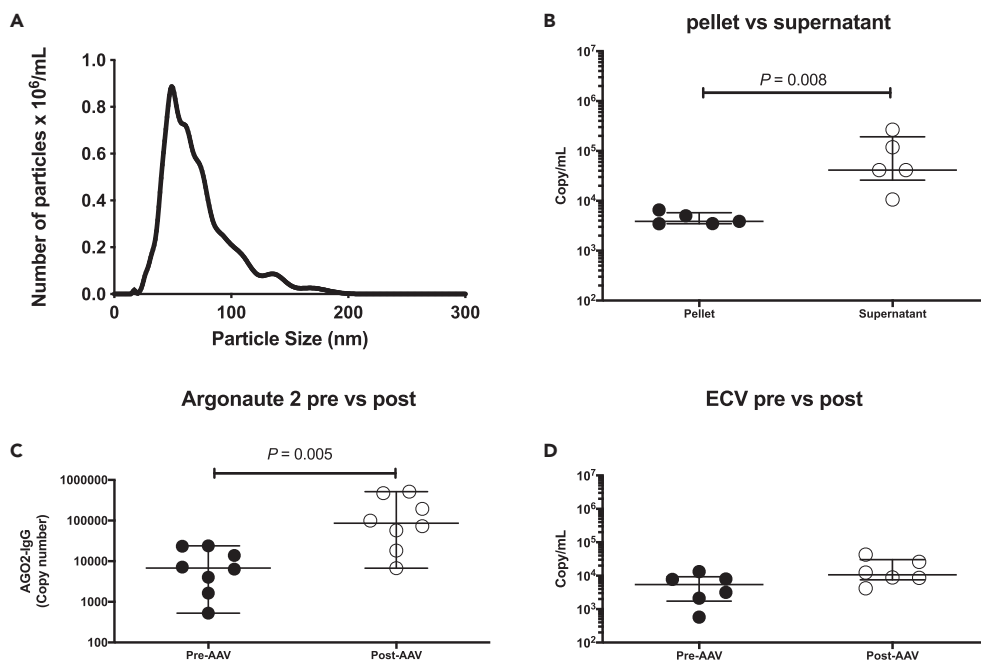 A
Number of particles x 10⁶/mL
1.0
0.8
0.6
0.4
0.2
0.0
0
100
200
300
Particle Size (nm)
B
pellet vs supernatant
P = 0.008
Copy/mL
10⁷
10⁶
10⁵
10⁴
10³
10²
Pellet
Supernatant
C
Argonaute 2 pre vs post
P = 0.005
AGO2-IgG
(Copy number)
1000000
100000
10000
1000
100
Pre-AAV
Post-AAV
D
ECV pre vs post
Copy/mL
10⁷
10⁶
10⁵
10⁴
10³
10²
Pre-AAV
Post-AAV